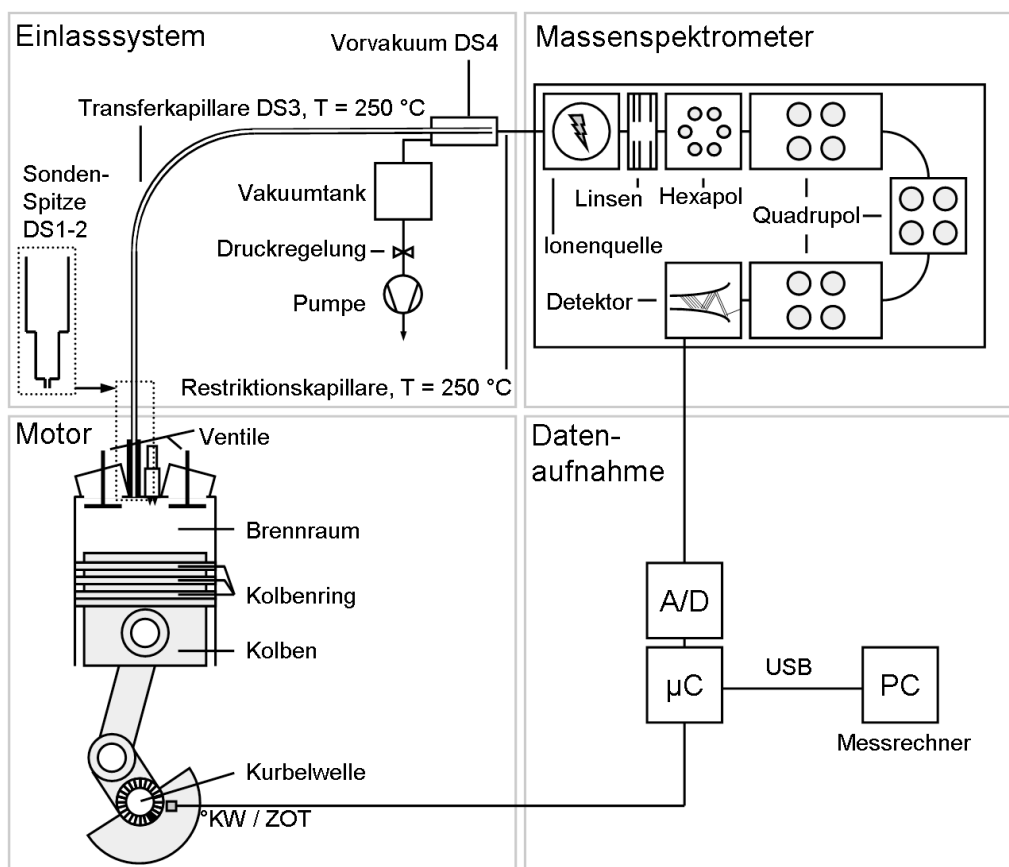 Einlasssystem
Vorvakuum DS4
Transferkapillare DS3, T = 250 °C
Sonden-
Spitze
DS1-2
Vakuumtank
Druckregelung
Pumpe
Restriktionskapillare, T = 250 °C
Massenspektrometer
Linsen
Hexapol
Quadrupol
Ionenquelle
Detektor
Motor
Ventile
Brennraum
Kolbenring
Kolben
Kurbelwelle
°KW / ZOT
Daten-
aufnahme
A/D
µC
USB
PC
Messrechner